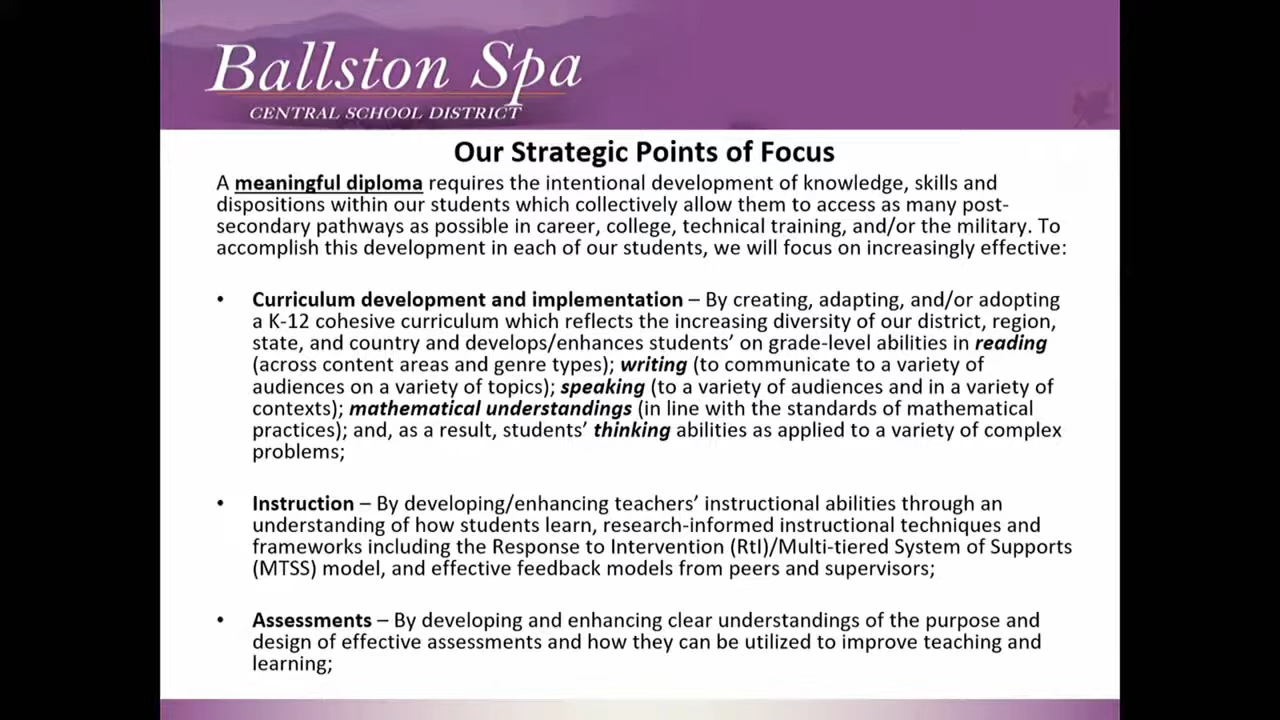 Ballston Spa
CENTRAL SCHOOL DISTRICT
Our Strategic Points of Focus
A meaningful diploma requires the intentional development of knowledge, skills and
dispositions within our students which collectively allow them to access as many post-
secondary pathways as possible in career, college, technical training, and/or the military. To
accomplish this development in each of our students, we will focus on increasingly effective:
• Curriculum development and implementation – By creating, adapting, and/or adopting
a K-12 cohesive curriculum which reflects the increasing diversity of our district, region,
state, and country and develops/enhances students’ on grade-level abilities in reading
(across content areas and genre types); writing (to communicate to a variety of
audiences on a variety of topics); speaking (to a variety of audiences and in a variety of
contexts); mathematical understandings (in line with the standards of mathematical
practices); and, as a result, students’ thinking abilities as applied to a variety of complex
problems;
• Instruction – By developing/enhancing teachers’ instructional abilities through an
understanding of how students learn, research-informed instructional techniques and
frameworks including the Response to Intervention (RtI)/Multi-tiered System of Supports
(MTSS) model, and effective feedback models from peers and supervisors;
• Assessments – By developing and enhancing clear understandings of the purpose and
design of effective assessments and how they can be utilized to improve teaching and
learning;